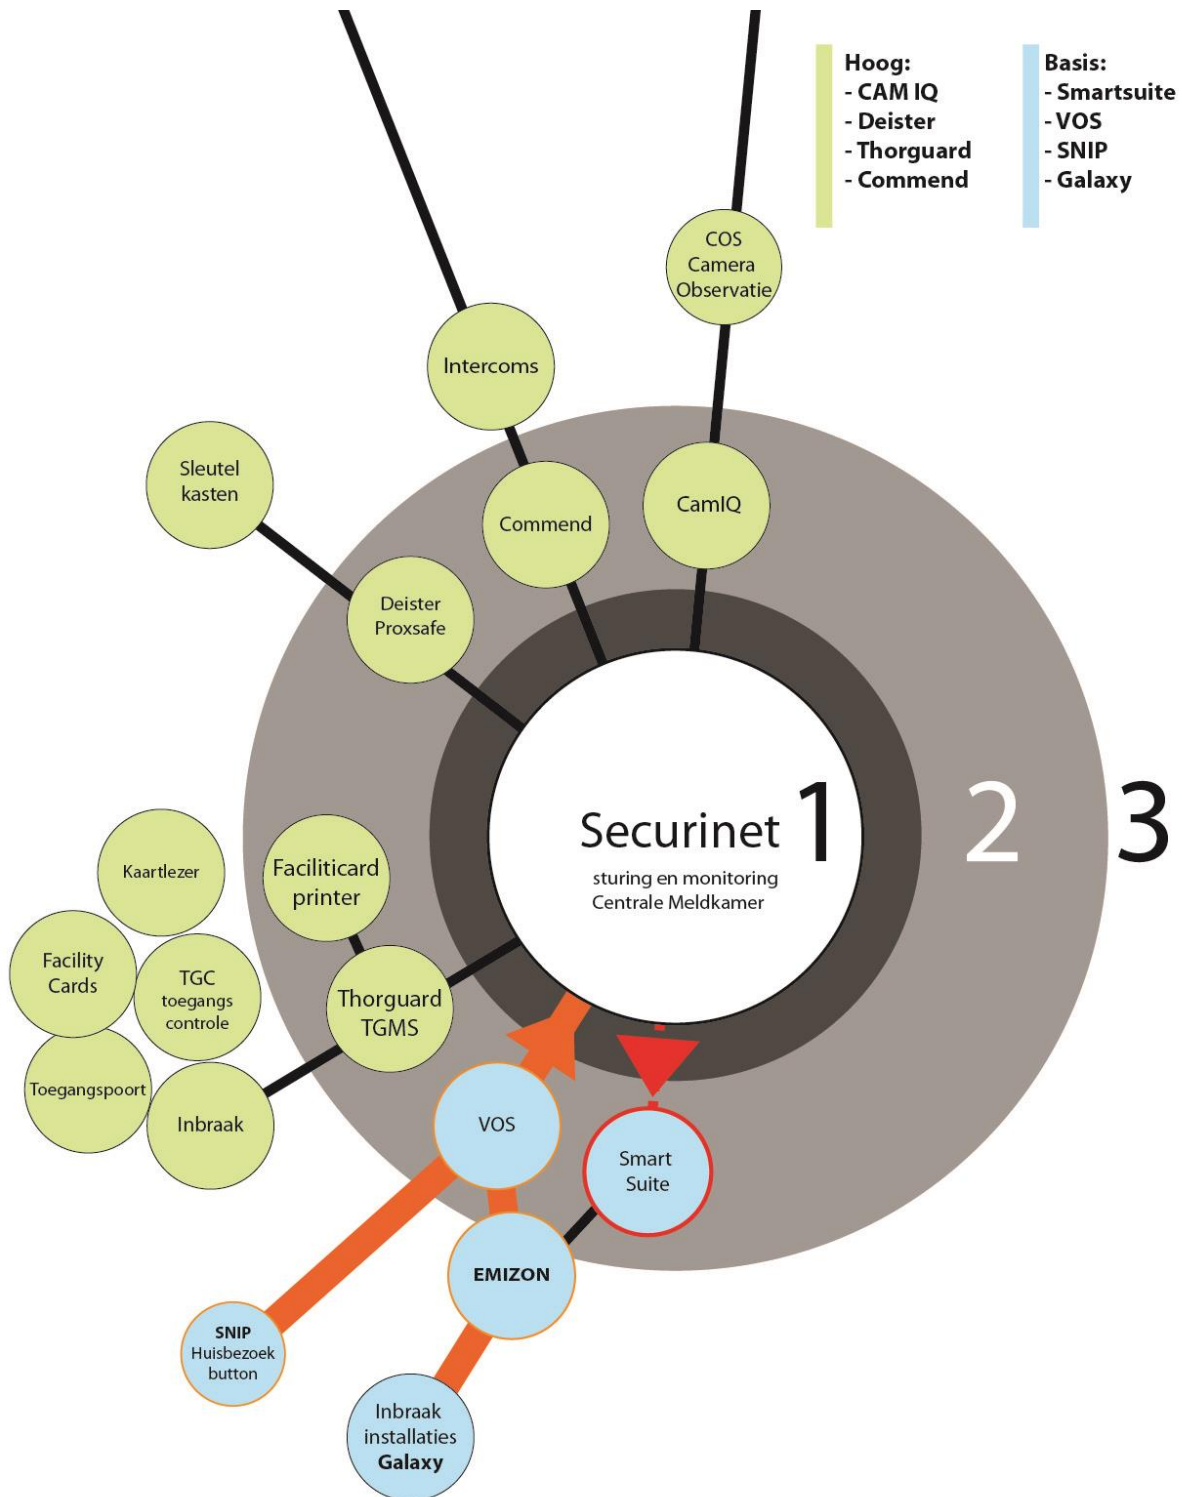 Hoog:
- CAM IQ
- Deister
- Thorguard
- Commend
Basis:
- Smartsuite
- VOS
- SNIP
- Galaxy
COS
Camera
Observatie
Intercoms
Sleutel
kasten
Commend
CamIQ
Deister
Proxsafe
Securinet
sturing en monitoring
Centrale Meldkamer
1
2
3
Kaartlezer
Faciliticard
printer
Facility
Cards
TGC
toegangs
controle
Thorguard
TGMS
Toegangspoort
Inbraak
VOS
Smart
Suite
EMIZON
SNIP
Huisbezoek
button
Inbraak
installaties
Galaxy